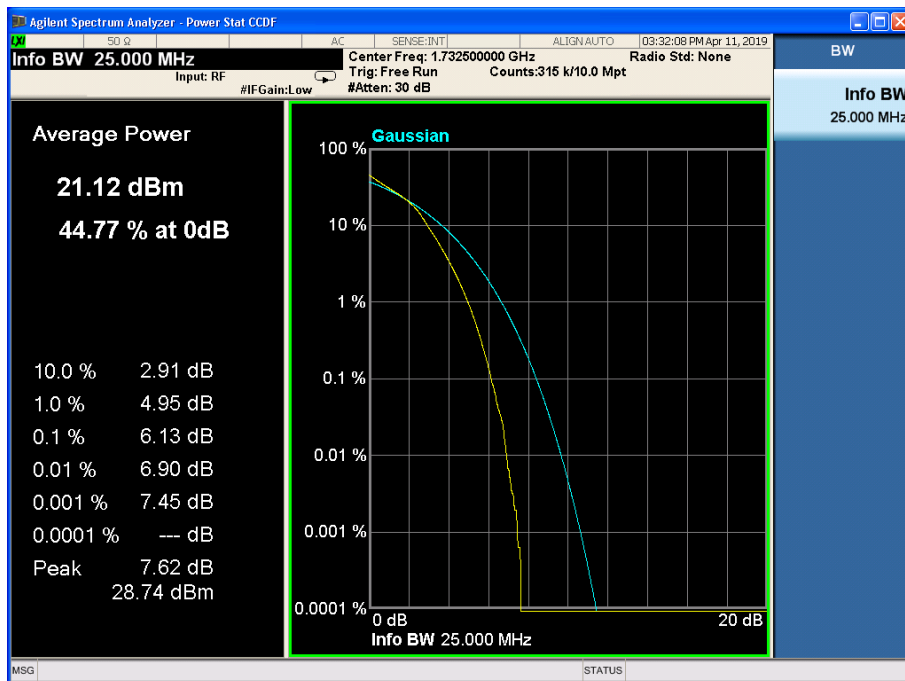 Agilent Spectrum Analyzer - Power Stat CCDF
LXI 50 Ω AC SENSE:INT ALIGN AUTO 03:32:08 PM Apr 11, 2019
Info BW 25.000 MHz
Center Freq: 1.732500000 GHz Radio Std: None
Input: RF Trig: Free Run Counts:315 k/10.0 Mpt
#IFGain:Low #Atten: 30 dB
BW
Info BW
25.000 MHz
Average Power
21.12 dBm
44.77 % at 0dB
10.0 % 2.91 dB
1.0 % 4.95 dB
0.1 % 6.13 dB
0.01 % 6.90 dB
0.001 % 7.45 dB
0.0001 % --- dB
Peak 7.62 dB
28.74 dBm
Gaussian
100 %
10 %
1 %
0.1 %
0.01 %
0.001 %
0.0001 %
0 dB 20 dB
Info BW 25.000 MHz
MSG STATUS